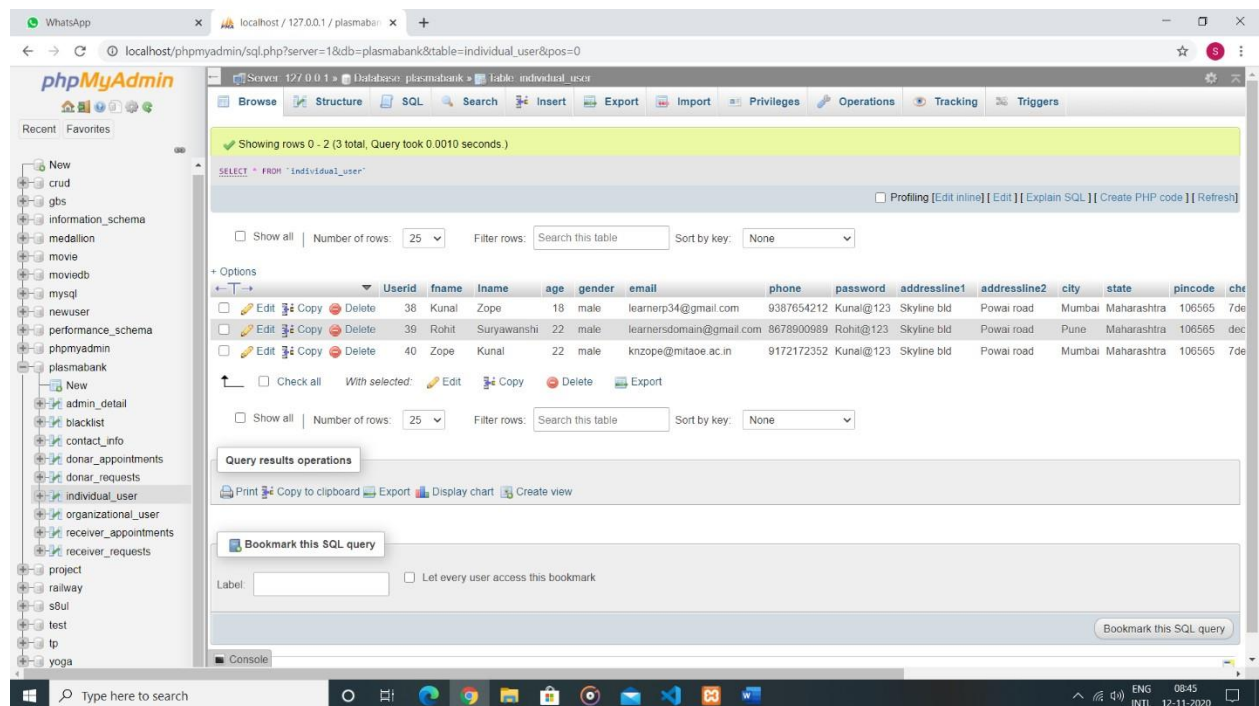 WhatsApp
localhost / 127.0.0.1 / plasmaban
localhost/phpmyadmin/sql.php?server=1&db=plasmabank&table=individual_user&pos=0
S
phpMyAdmin
Recent Favorites
New
crud
gbs
information_schema
medallion
movie
moviedb
mysql
newuser
performance_schema
phpmyadmin
plasmabank
New
admin_detail
blacklist
contact_info
donar_appointments
donar_requests
individual_user
organizational_user
receiver_appointments
receiver_requests
project
railway
s8ul
test
tp
yoga
Server: 127.0.0.1 » Database: plasmabank » Table: individual_user
Browse Structure SQL Search Insert Export Import Privileges Operations Tracking Triggers
Showing rows 0 - 2 (3 total, Query took 0.0010 seconds.)
SELECT * FROM `individual_user`
Profiling [Edit inline] [ Edit ] [ Explain SQL ] [ Create PHP code ] [ Refresh]
Show all | Number of rows: 25 Filter rows: Search this table Sort by key: None
+ Options
←T→ Userid fname lname age gender email phone password addressline1 addressline2 city state pincode che
Edit Copy Delete 38 Kunal Zope 18 male learnerp34@gmail.com 9387654212 Kunal@123 Skyline bld Powai road Mumbai Maharashtra 106565 7de
Edit Copy Delete 39 Rohit Suryawanshi 22 male learnersdomain@gmail.com 8678900989 Rohit@123 Skyline bld Powai road Pune Maharashtra 106565 dec
Edit Copy Delete 40 Zope Kunal 22 male knzope@mitaoe.ac.in 9172172352 Kunal@123 Skyline bld Powai road Mumbai Maharashtra 106565 7de
Check all With selected: Edit Copy Delete Export
Show all | Number of rows: 25 Filter rows: Search this table Sort by key: None
Query results operations
Print Copy to clipboard Export Display chart Create view
Bookmark this SQL query
Label: Let every user access this bookmark
Bookmark this SQL query
Console
Type here to search
W
ENG 08:45
INTL 12-11-2020